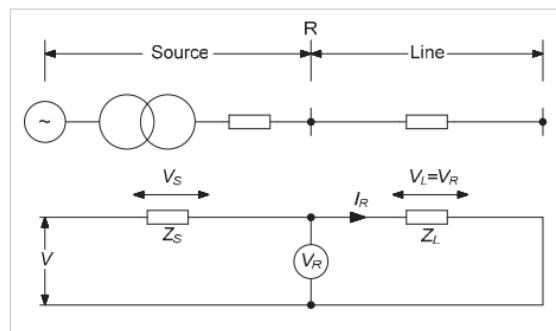 R
Source Line
~
V_S V_L=V_R
I_R
Z_S Z_L
V V_R